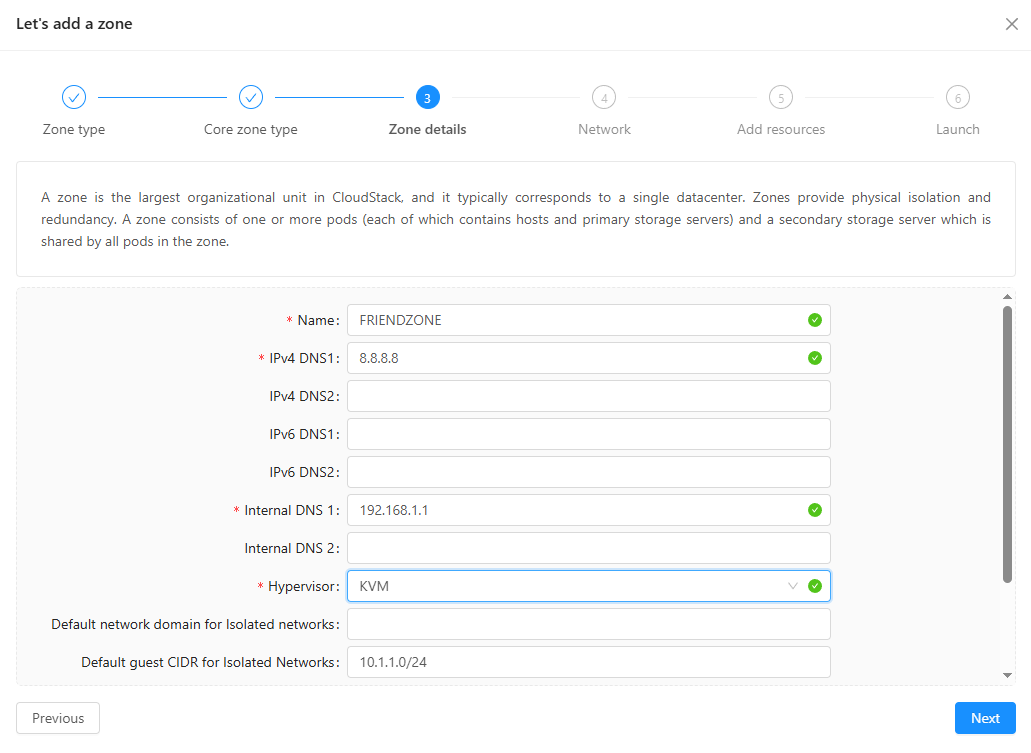 Let's add a zone
3
4
5
6
Zone type
Core zone type
Zone details
Network
Add resources
Launch
A zone is the largest organizational unit in CloudStack, and it typically corresponds to a single datacenter. Zones provide physical isolation and
redundancy. A zone consists of one or more pods (each of which contains hosts and primary storage servers) and a secondary storage server which is
shared by all pods in the zone.
* Name: FRIENDZONE
* IPv4 DNS1: 8.8.8.8
IPv4 DNS2:
IPv6 DNS1:
IPv6 DNS2:
* Internal DNS 1: 192.168.1.1
Internal DNS 2:
* Hypervisor: KVM
Default network domain for Isolated networks:
Default guest CIDR for Isolated Networks: 10.1.1.0/24
Previous
Next